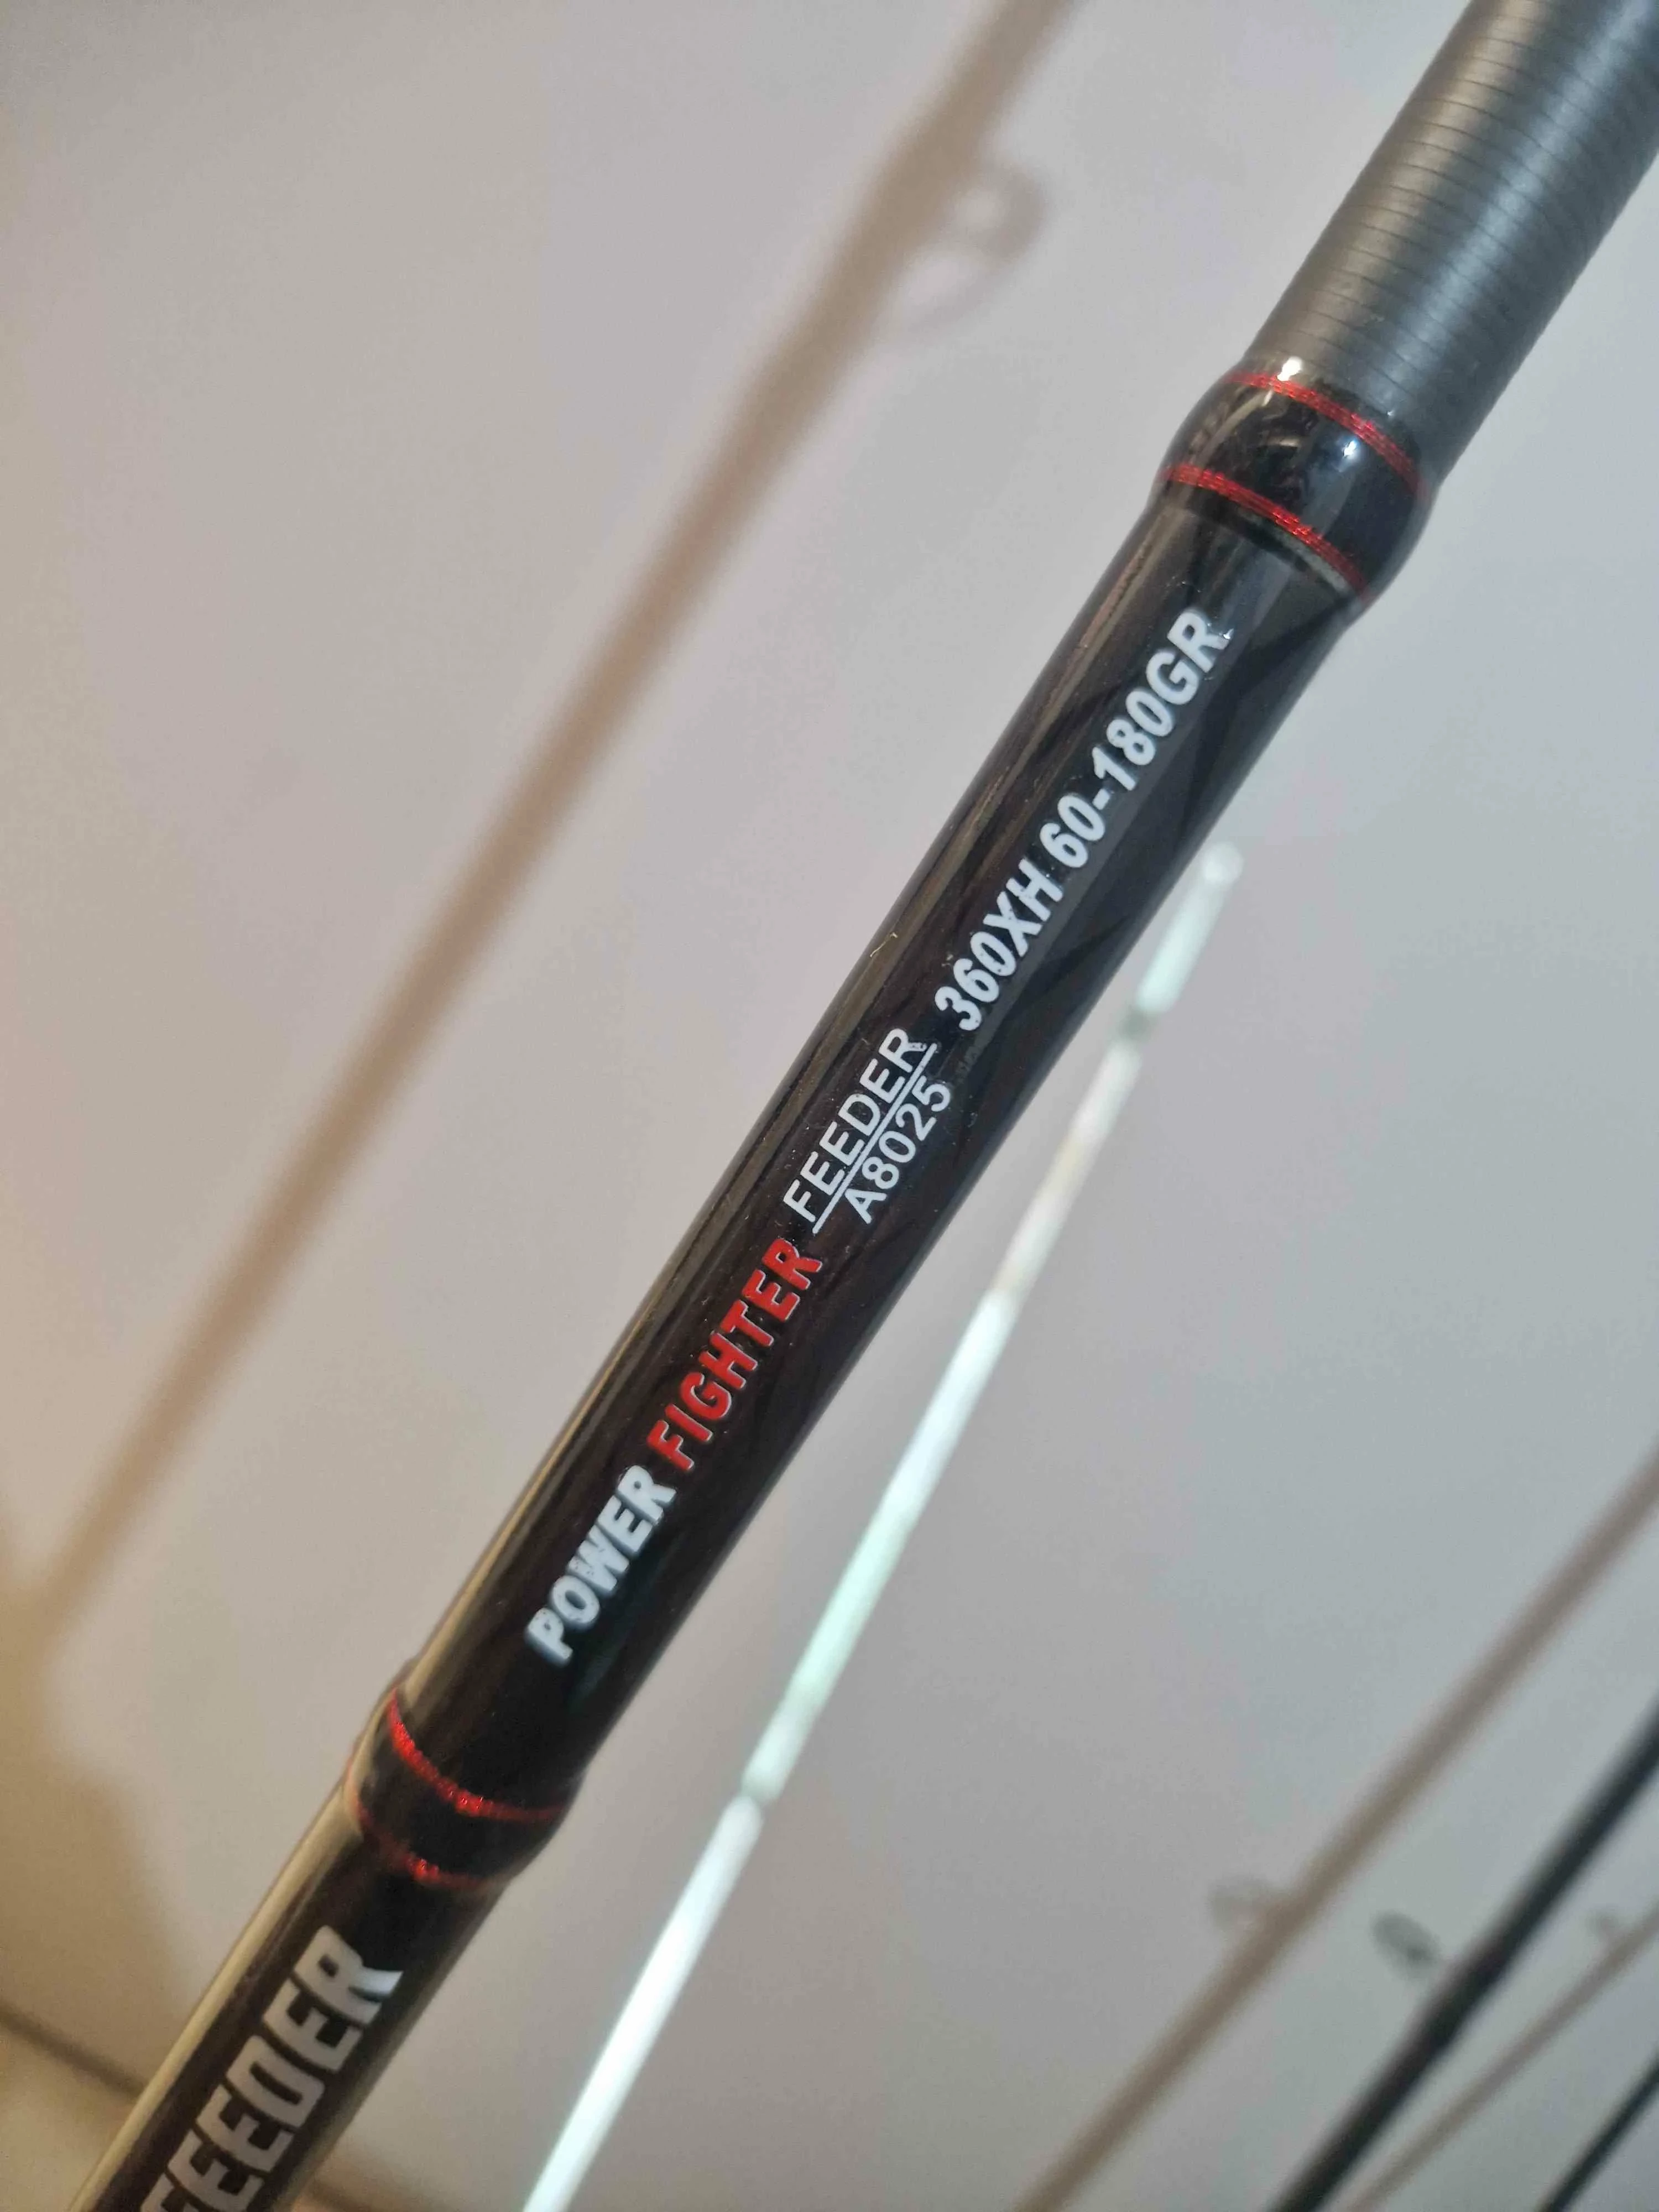 POWER FIGHTER FEEDER 360XH 60-180GR
A8025
FEEDER